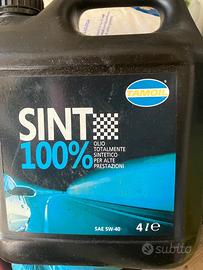 TAMOIL
SINT
100%
OLIO
TOTALMENTE
SINTETICO
PER ALTE
PRESTAZIONI
SAE 5W-40
4 l e
subito